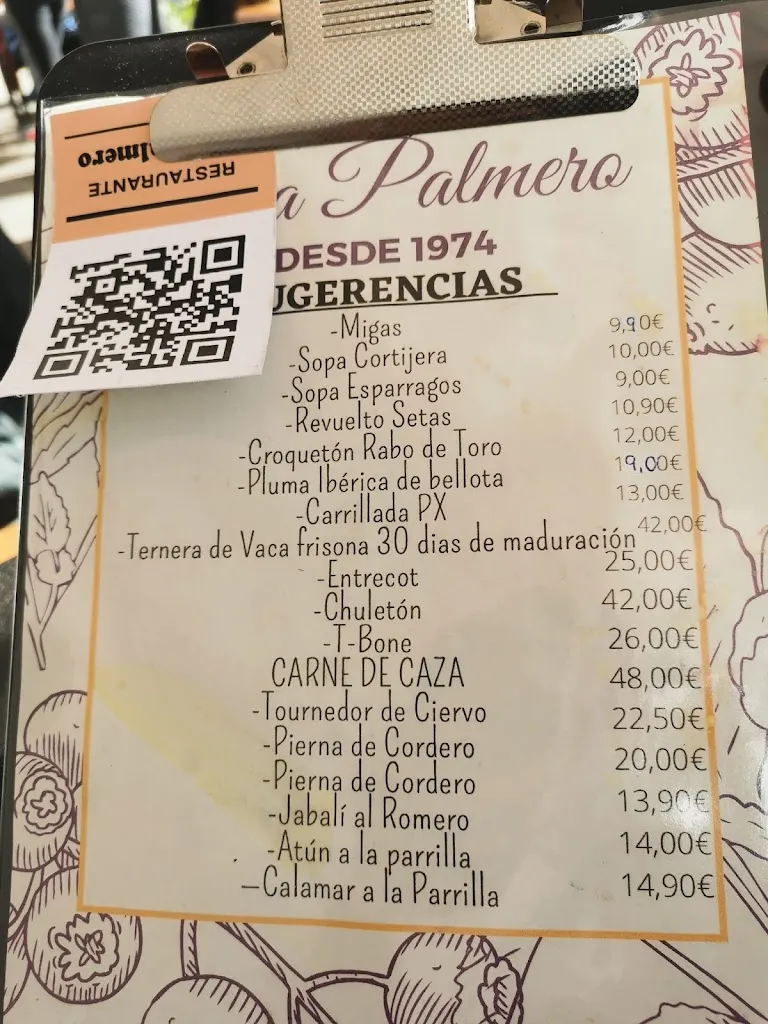 RESTAURANTE
Palmero
DESDE 1974
SUGERENCIAS
-Migas 9,90€
-Sopa Cortijera 10,00€
-Sopa Esparragos 9,00€
-Revuelto Setas 10,90€
-Croquetón Rabo de Toro 12,00€
-Pluma Ibérica de bellota 19,00€
-Carrillada PX 13,00€
-Ternera de Vaca frisona 30 dias de maduración 42,00€
-Entrecot 25,00€
-Chuletón 42,00€
-T-Bone 26,00€
CARNE DE CAZA 48,00€
-Tournedor de Ciervo 22,50€
-Pierna de Cordero 20,00€
-Pierna de Cordero 13,90€
-Jabalí al Romero 14,00€
-Atún a la parrilla 14,90€
-Calamar a la Parrilla